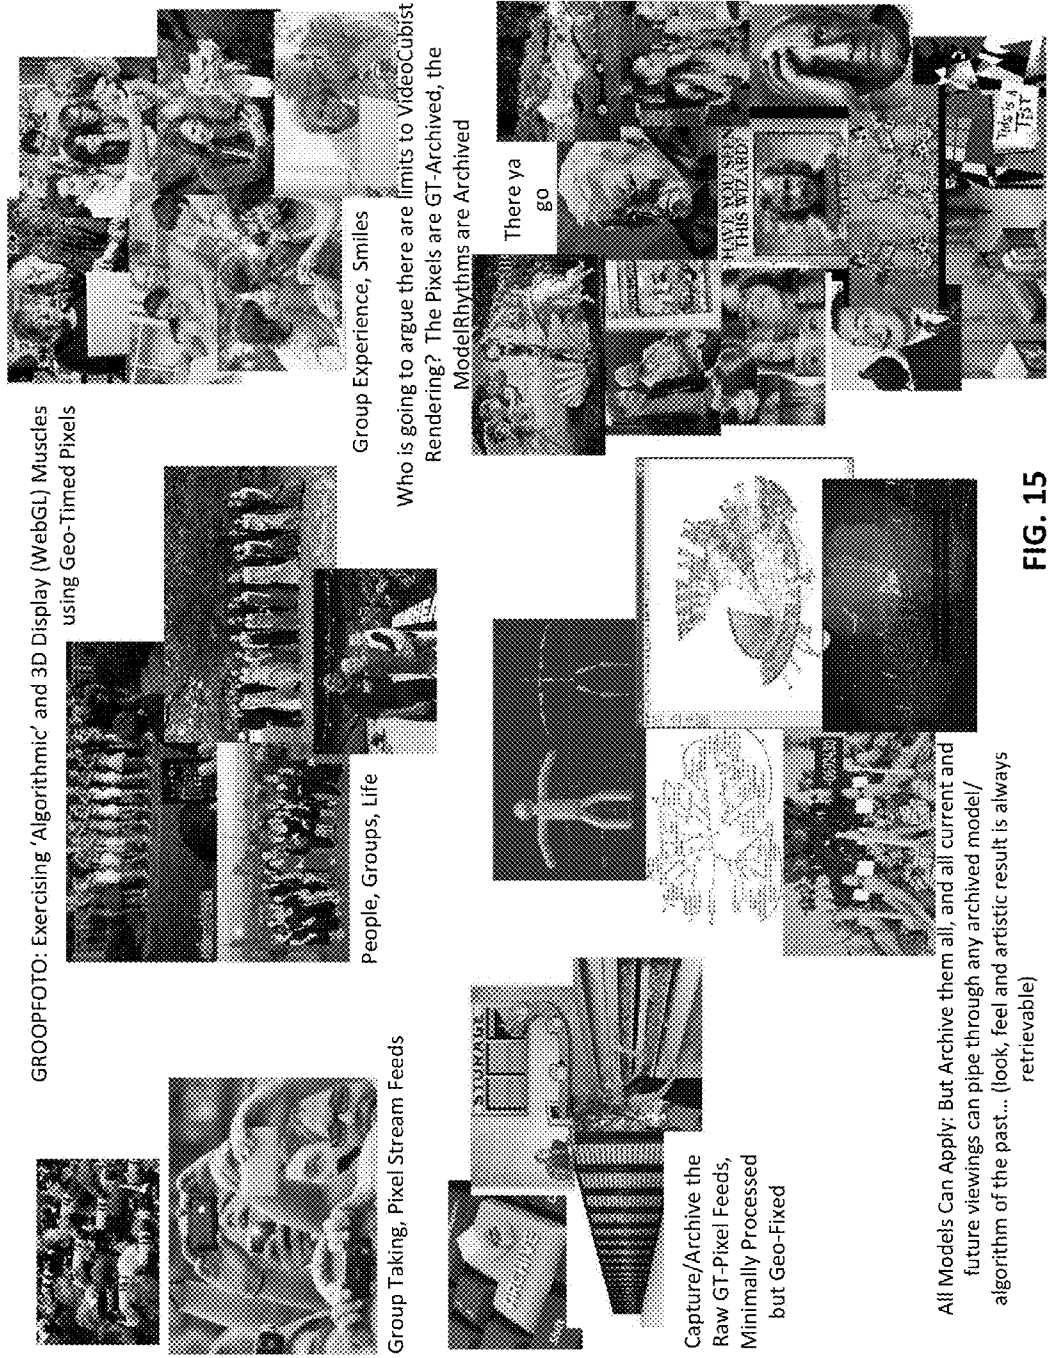 GROOPFOTO: Exercising 'Algorithmic' and 3D Display (WebGL) Muscles
using Geo-Timed Pixels
Group Taking, Pixel Stream Feeds
People, Groups, Life
Group Experience, Smiles
Who is going to argue there are limits to VideoCubist
Rendering?  The Pixels are GT-Archived, the
ModelRhythms are Archived
STORAGE
Capture/Archive the
Raw GT-Pixel Feeds,
Minimally Processed
but Geo-Fixed
All Models Can Apply: But Archive them all, and all current and
future viewings can pipe through any archived model/
algorithm of the past... (look, feel and artistic result is always
retrievable)
There ya
go
HAVE YOU SEEN
THIS WIZARD?
This is A
TEST
FIG. 15